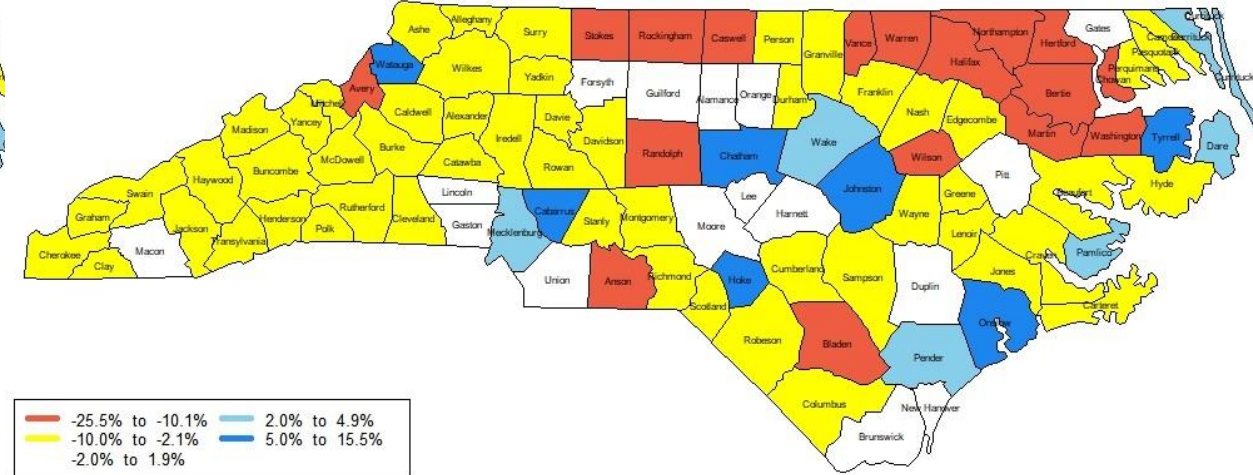 Ashe
Alleghany
Surry
Stokes
Rockingham
Caswell
Person
Granville
Vance
Warren
Northampton
Hertford
Gates
Currituck
Currituck
Currituck
Pasquotank
Perquimans
Chowan
Watauga
Wilkes
Yadkin
Forsyth
Guilford
Alamance
Orange
Durham
Franklin
Halifax
Bertie
Avery
Mitchell
Yancey
Madison
Caldwell
Alexander
Iredell
Davie
Davidson
Randolph
Chatham
Wake
Nash
Edgecombe
Martin
Washington
Tyrrell
Dare
Burke
McDowell
Buncombe
Haywood
Swain
Graham
Catawba
Rowan
Lincoln
Johnston
Wilson
Pitt
Beaufort
Hyde
Greene
Wayne
Lee
Harnett
Rutherford
Cleveland
Gaston
Mecklenburg
Cabarrus
Stanly
Montgomery
Moore
Lenoir
Craven
Pamlico
Henderson
Polk
Transylvania
Jackson
Macon
Cherokee
Clay
Union
Anson
Richmond
Scotland
Hoke
Cumberland
Sampson
Duplin
Jones
Carteret
Onslow
Robeson
Bladen
Pender
Columbus
New Hanover
Brunswick
-25.5% to -10.1%
2.0% to 4.9%
-10.0% to -2.1%
5.0% to 15.5%
-2.0% to 1.9%